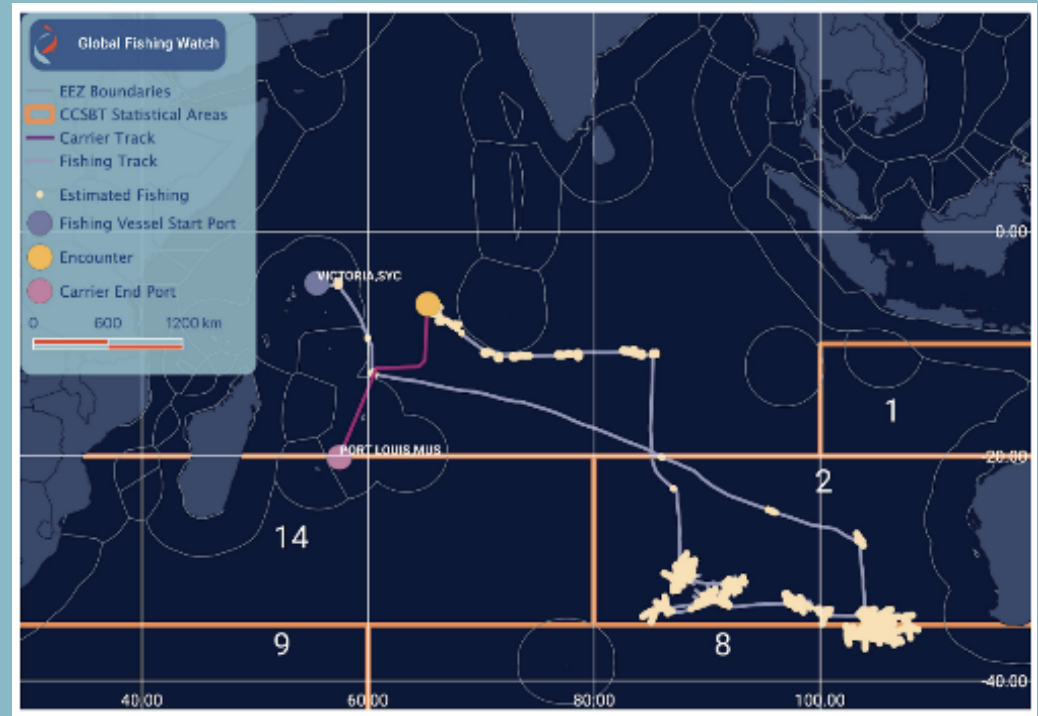 Global Fishing Watch
EEZ Boundaries
CCSBT Statistical Areas
Carrier Track
Fishing Track
Estimated Fishing
Fishing Vessel Start Port
Encounter
Carrier End Port
0 600 1200 km
0.00
VICTORIA,SYC
1
PORT LOUIS,MUS
-20.00
2
14
9
8
-40.00
40.00 60.00 80.00 100.00